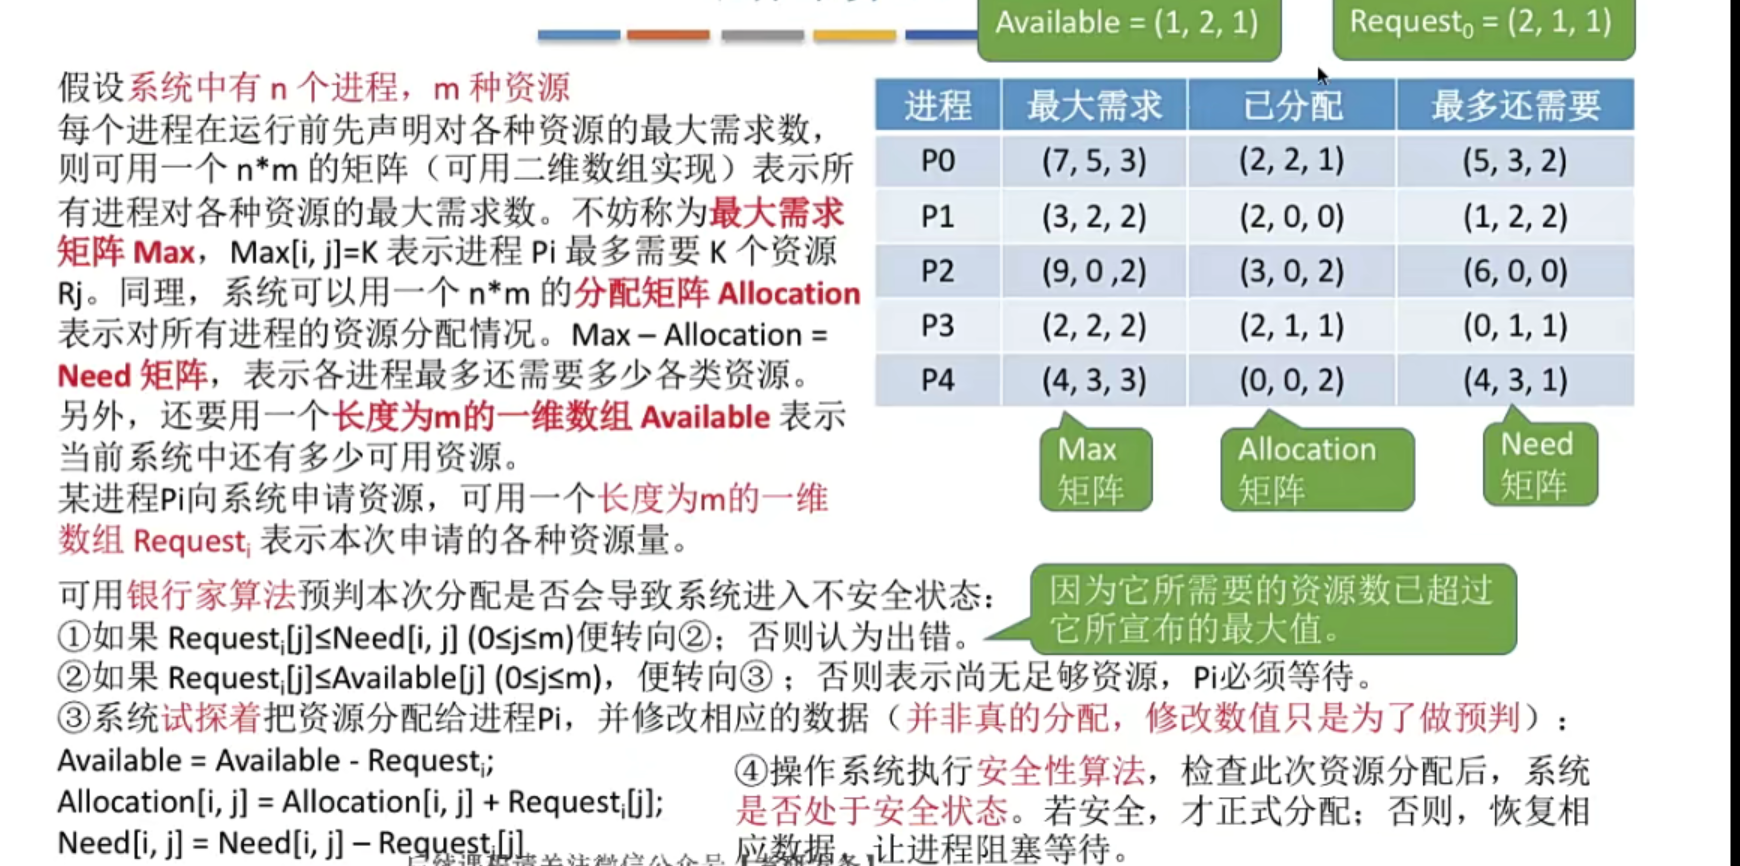 Available = (1, 2, 1)
Request₀ = (2, 1, 1)
假设系统中有 n 个进程，m 种资源
每个进程在运行前先声明对各种资源的最大需求数，
则可用一个 n*m 的矩阵（可用二维数组实现）表示所
有进程对各种资源的最大需求数。不妨称为最大需求
矩阵 Max，Max[i, j]=K 表示进程 Pi 最多需要 K 个资源
Rj。同理，系统可以用一个 n*m 的分配矩阵 Allocation
表示对所有进程的资源分配情况。Max – Allocation =
Need 矩阵，表示各进程最多还需要多少各类资源。
另外，还要用一个长度为m的一维数组 Available 表示
当前系统中还有多少可用资源。
某进程Pi向系统申请资源，可用一个长度为m的一维
数组 Requestᵢ 表示本次申请的各种资源量。
进程 最大需求 已分配 最多还需要
P0 (7, 5, 3) (2, 2, 1) (5, 3, 2)
P1 (3, 2, 2) (2, 0, 0) (1, 2, 2)
P2 (9, 0 ,2) (3, 0, 2) (6, 0, 0)
P3 (2, 2, 2) (2, 1, 1) (0, 1, 1)
P4 (4, 3, 3) (0, 0, 2) (4, 3, 1)
Max
矩阵
Allocation
矩阵
Need
矩阵
可用银行家算法预判本次分配是否会导致系统进入不安全状态：
①如果 Requestᵢ[j]≤Need[i, j] (0≤j≤m)便转向②；否则认为出错。
因为它所需要的资源数已超过
它所宣布的最大值。
②如果 Requestᵢ[j]≤Available[j] (0≤j≤m)，便转向③；否则表示尚无足够资源，Pi必须等待。
③系统试探着把资源分配给进程Pi，并修改相应的数据（并非真的分配，修改数值只是为了做预判）：
Available = Available - Requestᵢ;
Allocation[i, j] = Allocation[i, j] + Requestᵢ[j];
Need[i, j] = Need[i, j] – Requestᵢ[j]
④操作系统执行安全性算法，检查此次资源分配后，系统
是否处于安全状态。若安全，才正式分配；否则，恢复相
应数据，让进程阻塞等待。